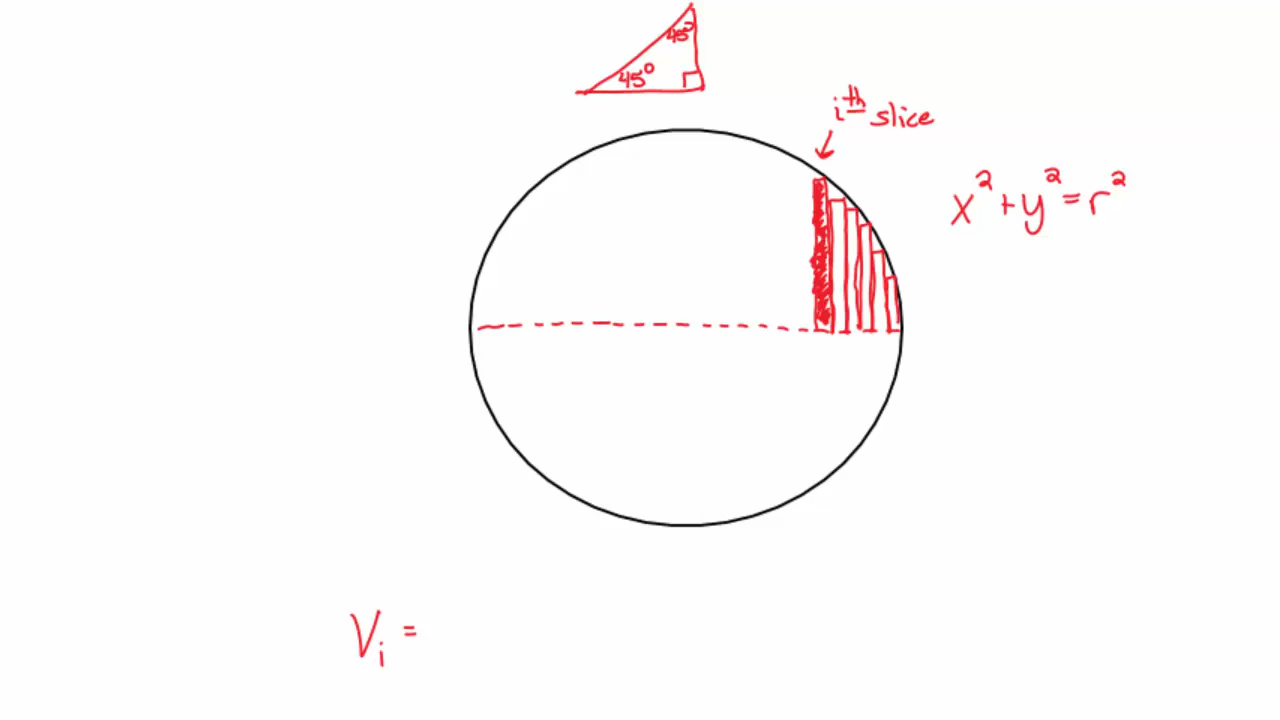 45°
45°
ith slice
x² + y² = r²
Vᵢ =